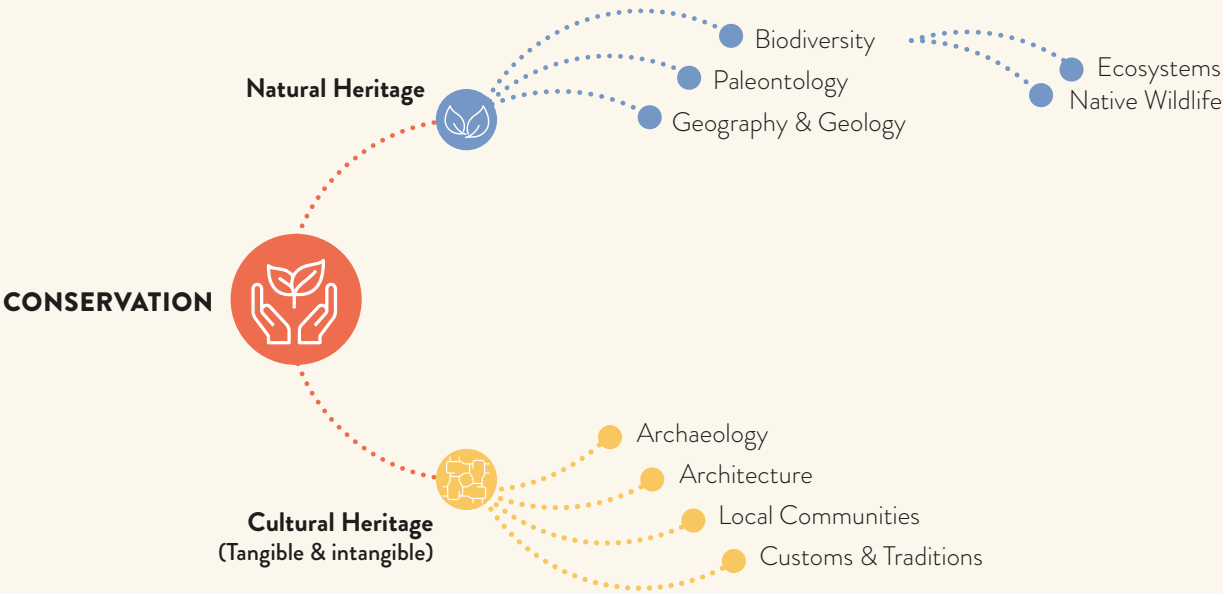 Natural Heritage
Biodiversity
Paleontology
Geography & Geology
Ecosystems
Native Wildlife
CONSERVATION
Cultural Heritage
(Tangible & intangible)
Archaeology
Architecture
Local Communities
Customs & Traditions